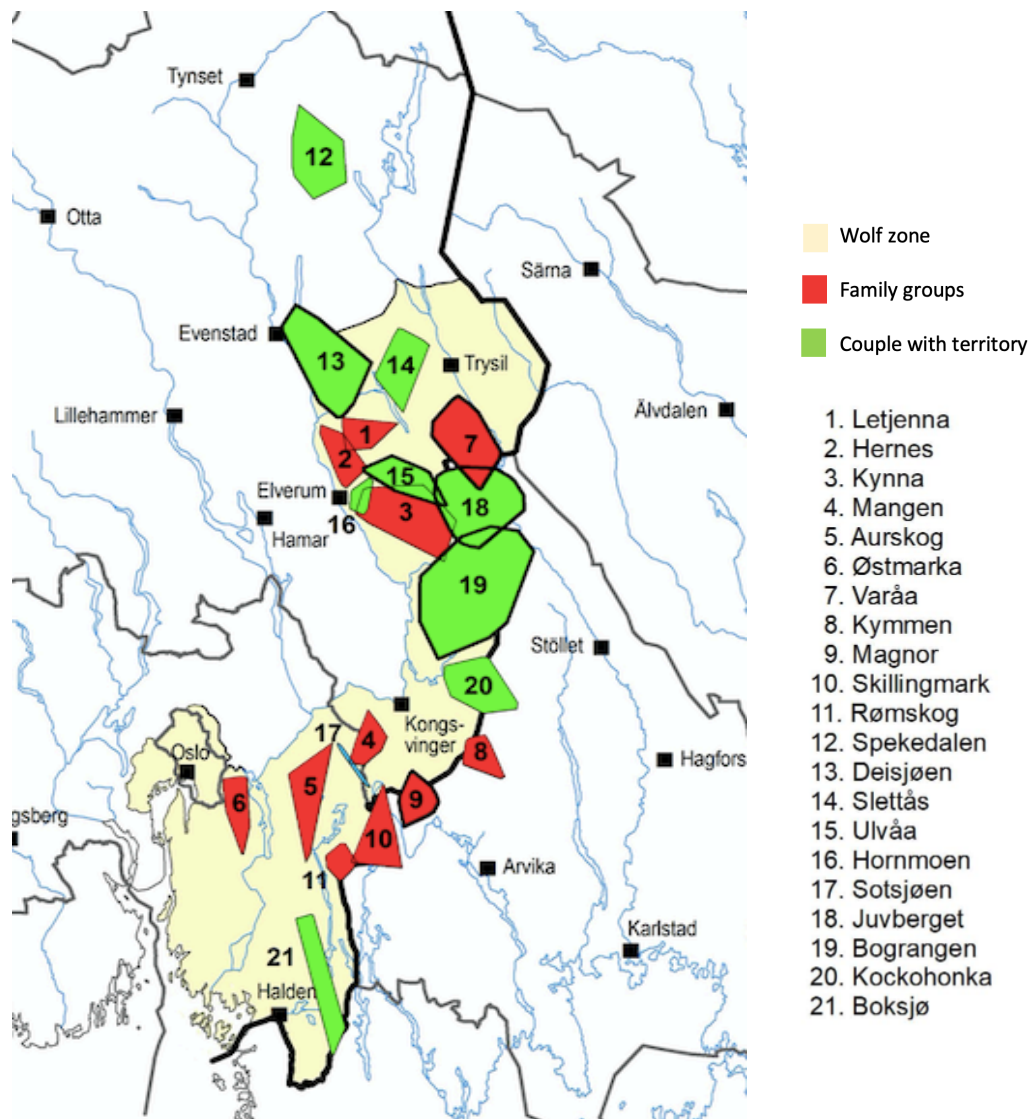 Tynset
12
Otta
Särna
Wolf zone
Family groups
Evenstad
13
14
Trysil
Couple with territory
Lillehammer
Älvdalen
1
7
2
15
Elverum
16
3
18
Hamar
19
Stöllet
20
17
4
Kongs-
vinger
8
Oslo
5
Hagfors
6
9
gsberg
10
11
Arvika
Karlstad
21
Halden
1. Letjenna
2. Hernes
3. Kynna
4. Mangen
5. Aurskog
6. Østmarka
7. Varåa
8. Kymmen
9. Magnor
10. Skillingmark
11. Rømskog
12. Spekedalen
13. Deisjøen
14. Slettås
15. Ulvåa
16. Hornmoen
17. Sotsjøen
18. Juvberget
19. Bograngen
20. Kockohonka
21. Boksjø